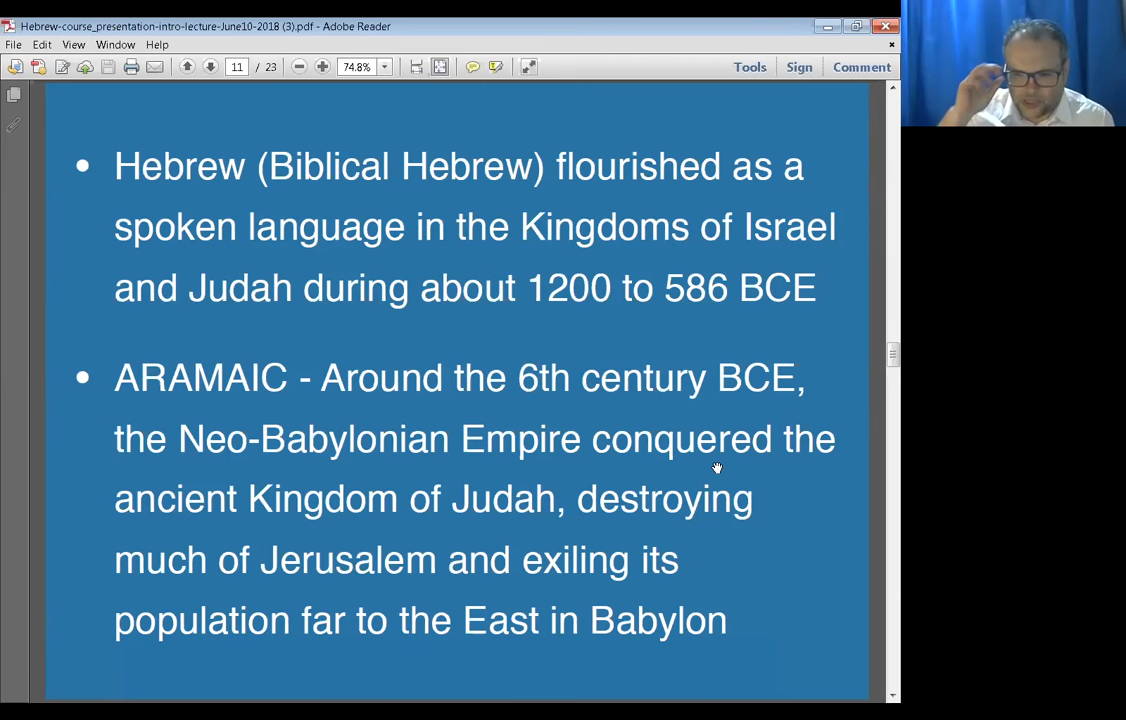 Hebrew-course_presentation-intro-lecture-June10-2018 (3).pdf - Adobe Reader
File Edit View Window Help
11 / 23 74.8% Tools Sign Comment
• Hebrew (Biblical Hebrew) flourished as a
spoken language in the Kingdoms of Israel
and Judah during about 1200 to 586 BCE
• ARAMAIC - Around the 6th century BCE,
the Neo-Babylonian Empire conquered the
ancient Kingdom of Judah, destroying
much of Jerusalem and exiling its
population far to the East in Babylon